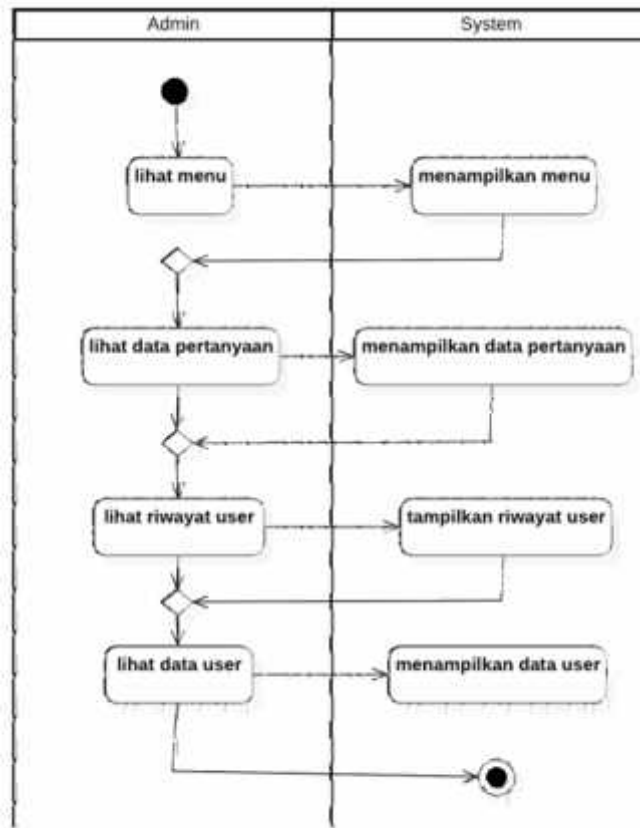 Admin
System
lihat menu
menampilkan menu
lihat data pertanyaan
menampilkan data pertanyaan
lihat riwayat user
tampilkan riwayat user
lihat data user
menampilkan data user